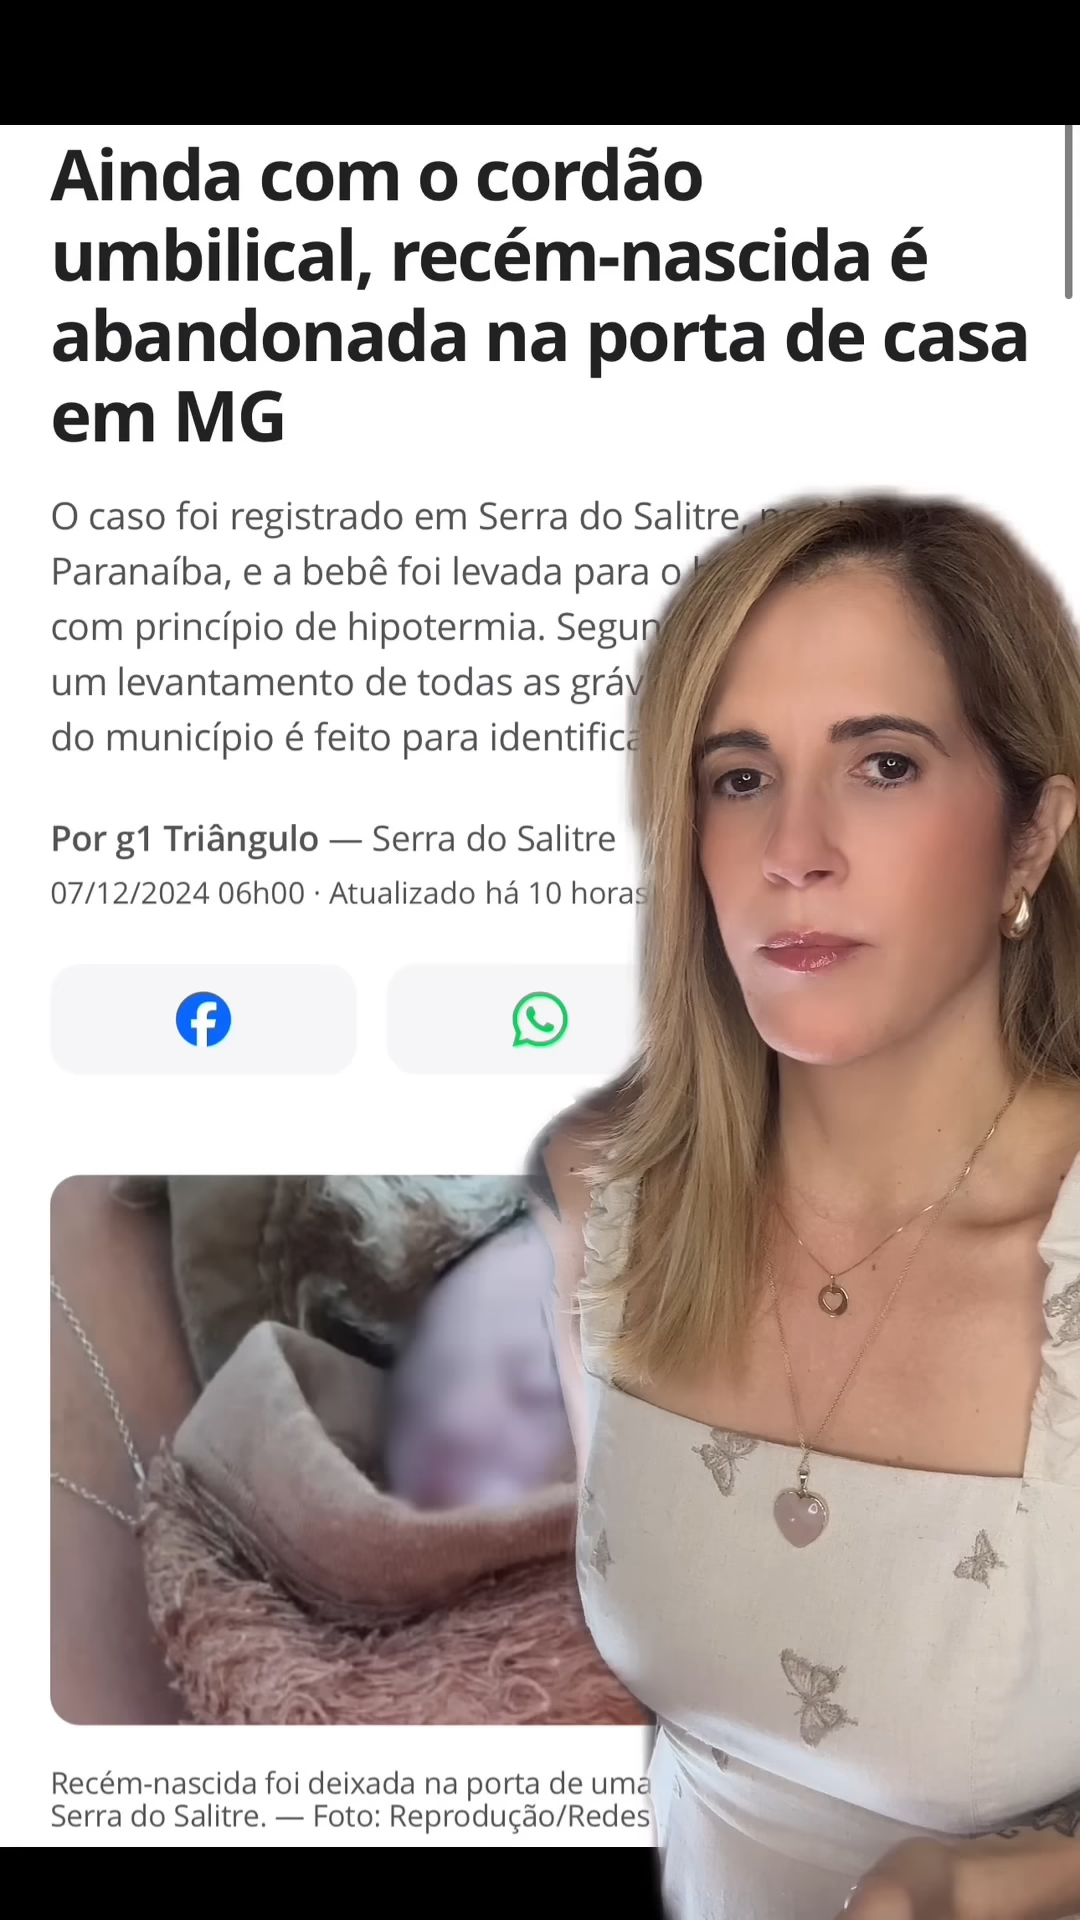 Ainda com o cordão
umbilical, recém-nascida é
abandonada na porta de casa
em MG
O caso foi registrado em Serra do Salitre,
Paranaíba, e a bebê foi levada para o
com princípio de hipotermia.
um levantamento de todas as
do município é feito para
Por g1 Triângulo — Serra do Salitre
07/12/2024 06h00 · Atualizado há 10 horas
Recém-nascida foi deixada na porta de uma
Serra do Salitre. — Foto: Reprodução/Redes